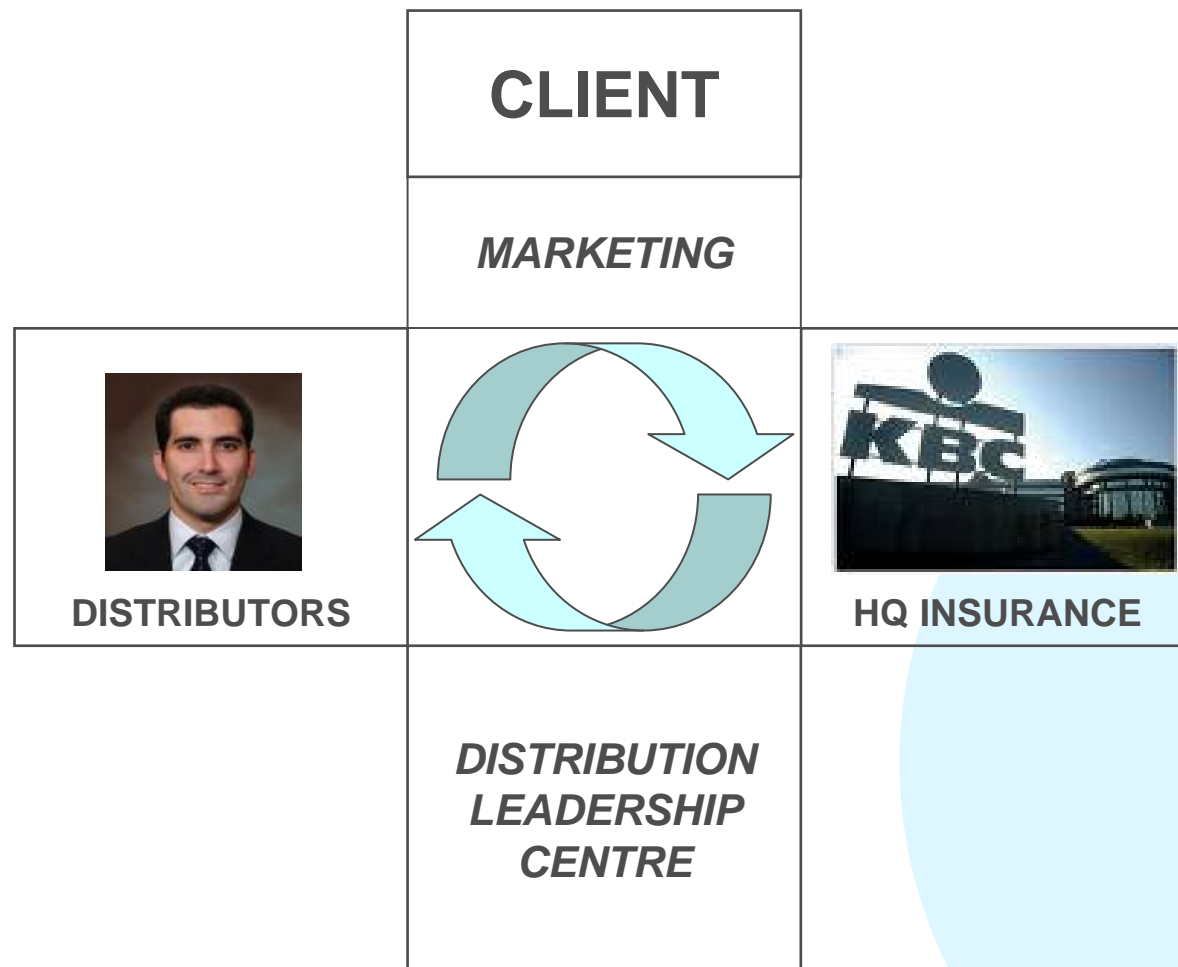 CLIENT
MARKETING
KBC
DISTRIBUTORS
HQ INSURANCE
DISTRIBUTION
LEADERSHIP
CENTRE